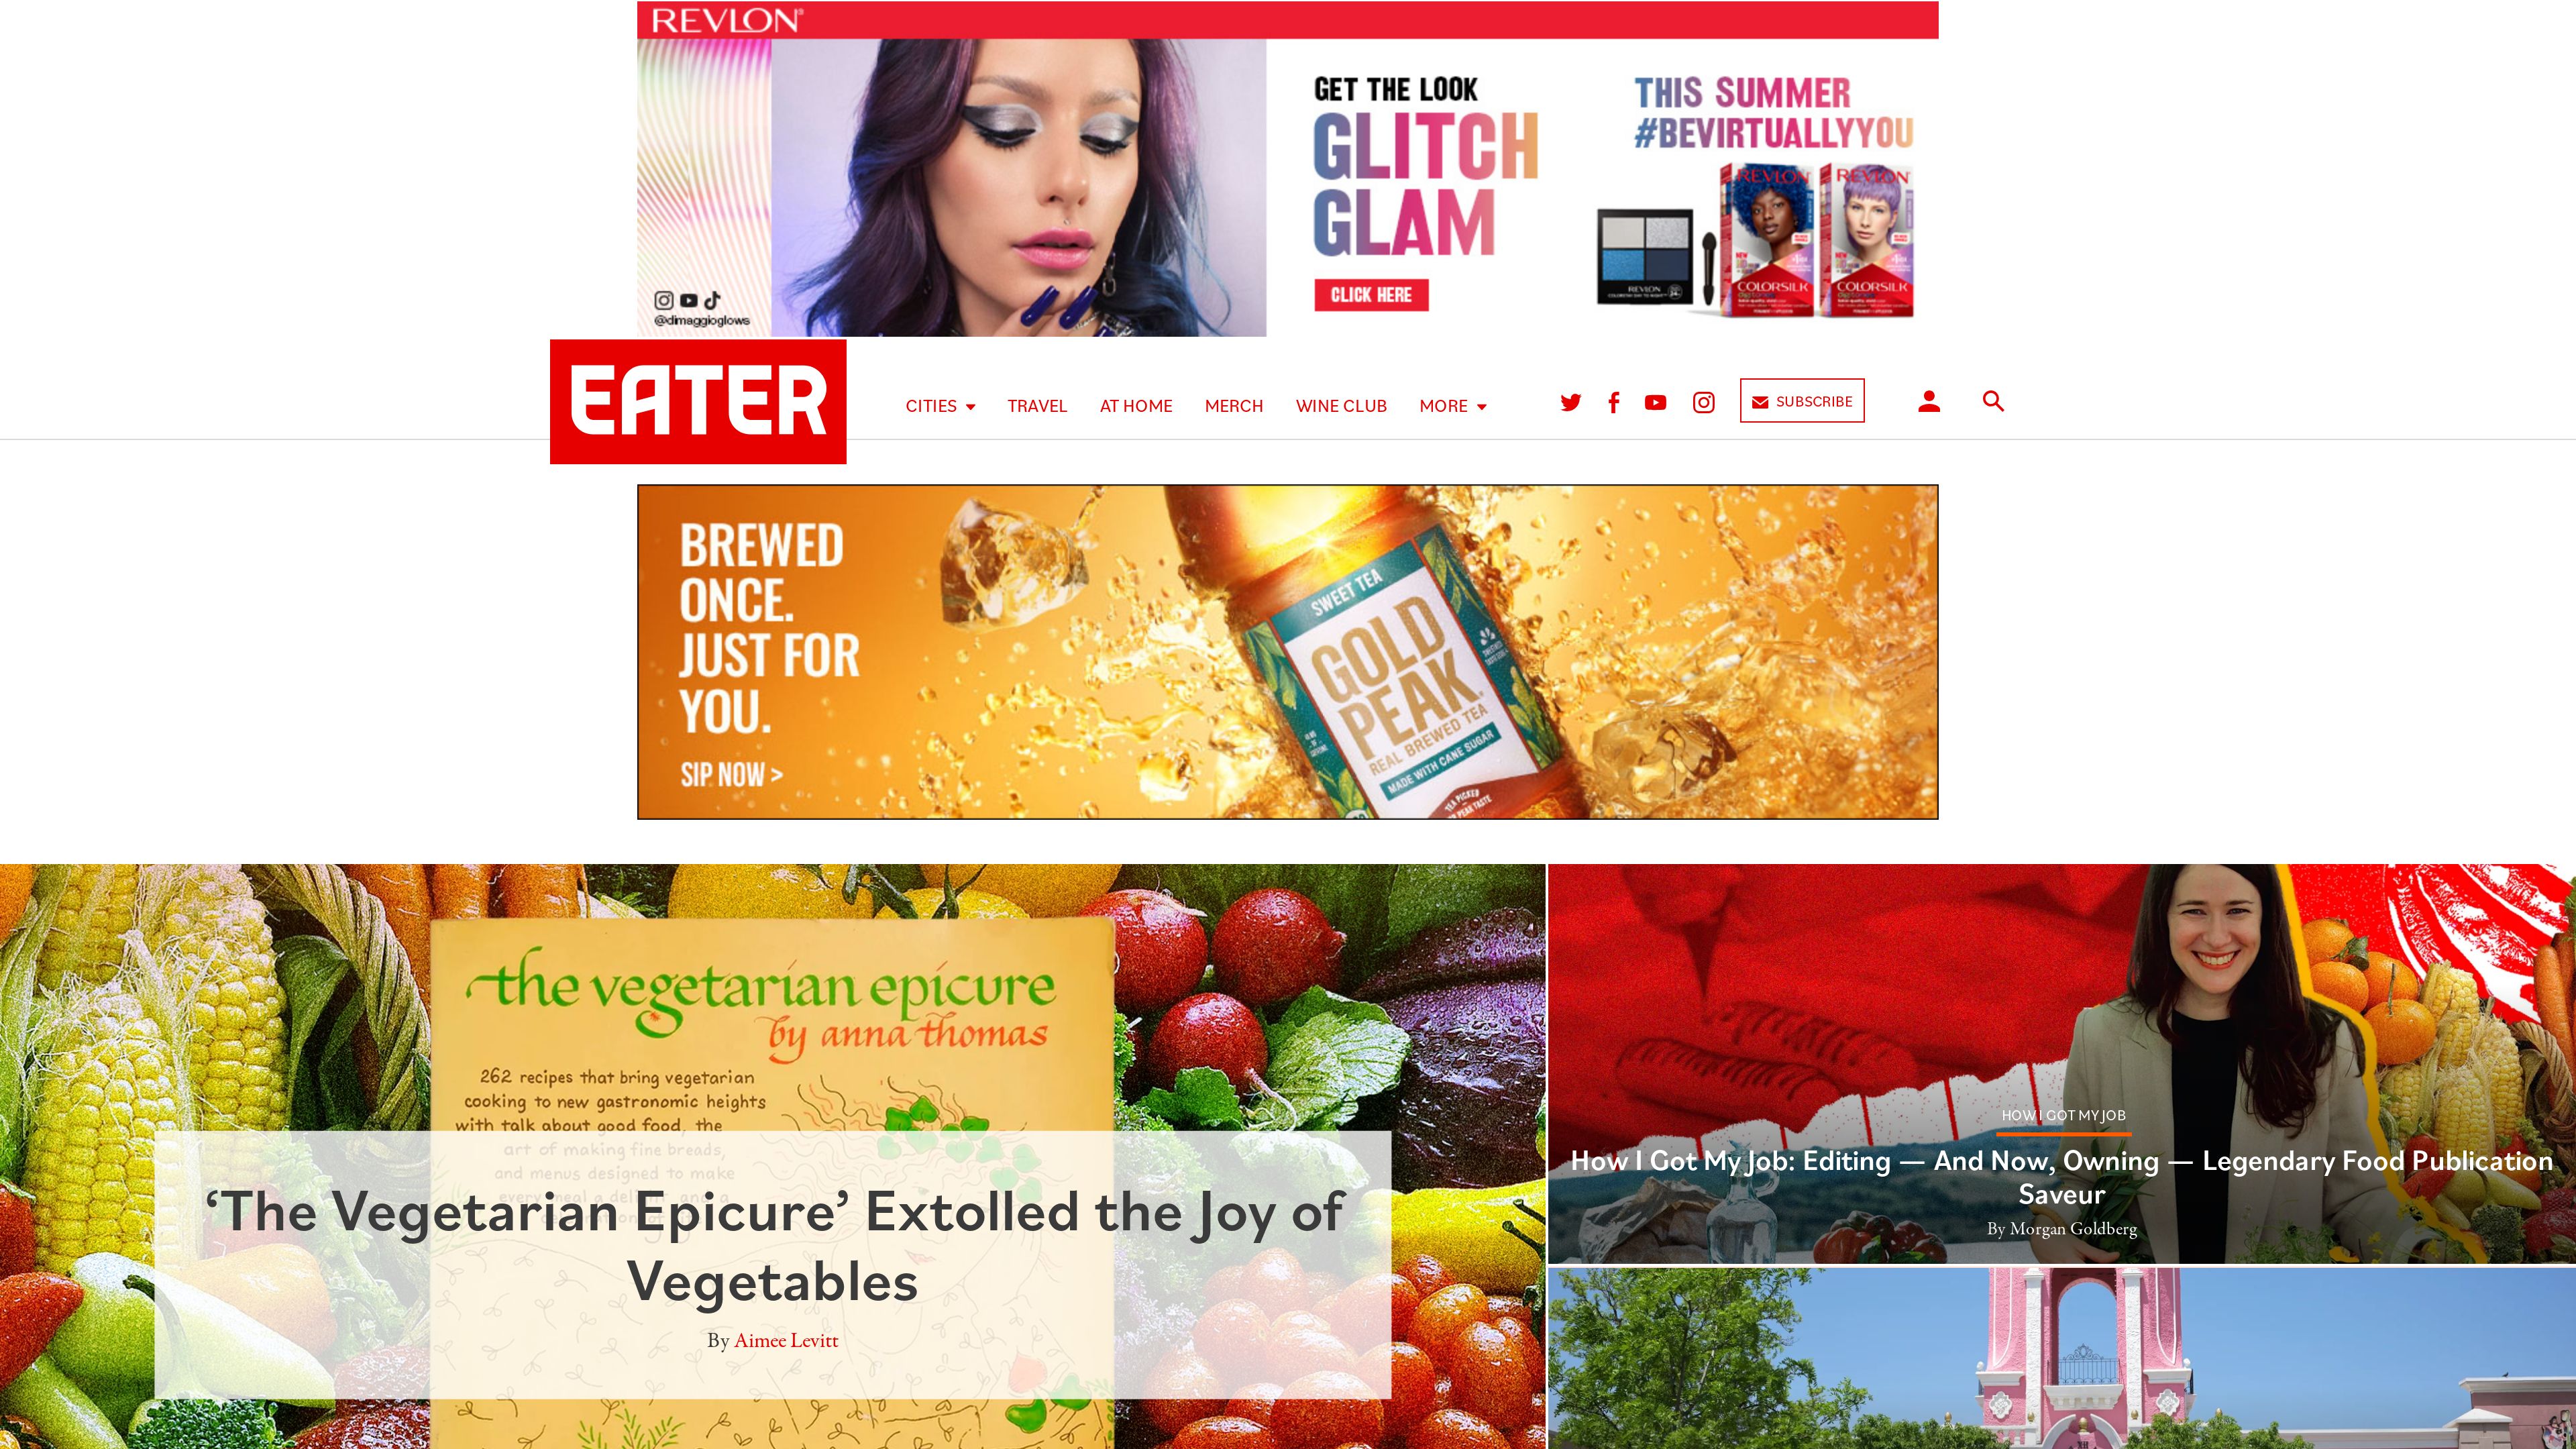 REVLON
GET THE LOOK
GLITCH
GLAM
CLICK HERE
THIS SUMMER
#BEVIRTUALLYYOU
REVLON
REVLON
REVLON
COLORSILK
COLORSILK
@dimaggioglows
EATER
CITIES
TRAVEL
AT HOME
MERCH
WINE CLUB
MORE
SUBSCRIBE
BREWED
ONCE.
JUST FOR
YOU.
SIP NOW >
SWEET TEA
GOLD
PEAK
REAL BREWED TEA
MADE WITH CANE SUGAR
TEA PICKED
the vegetarian epicure
by anna thomas
262 recipes that bring vegetarian
cooking to new gastronomic heights
with talk about good food, the
art of making fine breads,
and menus designed to make
‘The Vegetarian Epicure’ Extolled the Joy of
Vegetables
By Aimee Levitt
HOW I GOT MY JOB
How I Got My Job: Editing — And Now, Owning — Legendary Food Publication
Saveur
By Morgan Goldberg